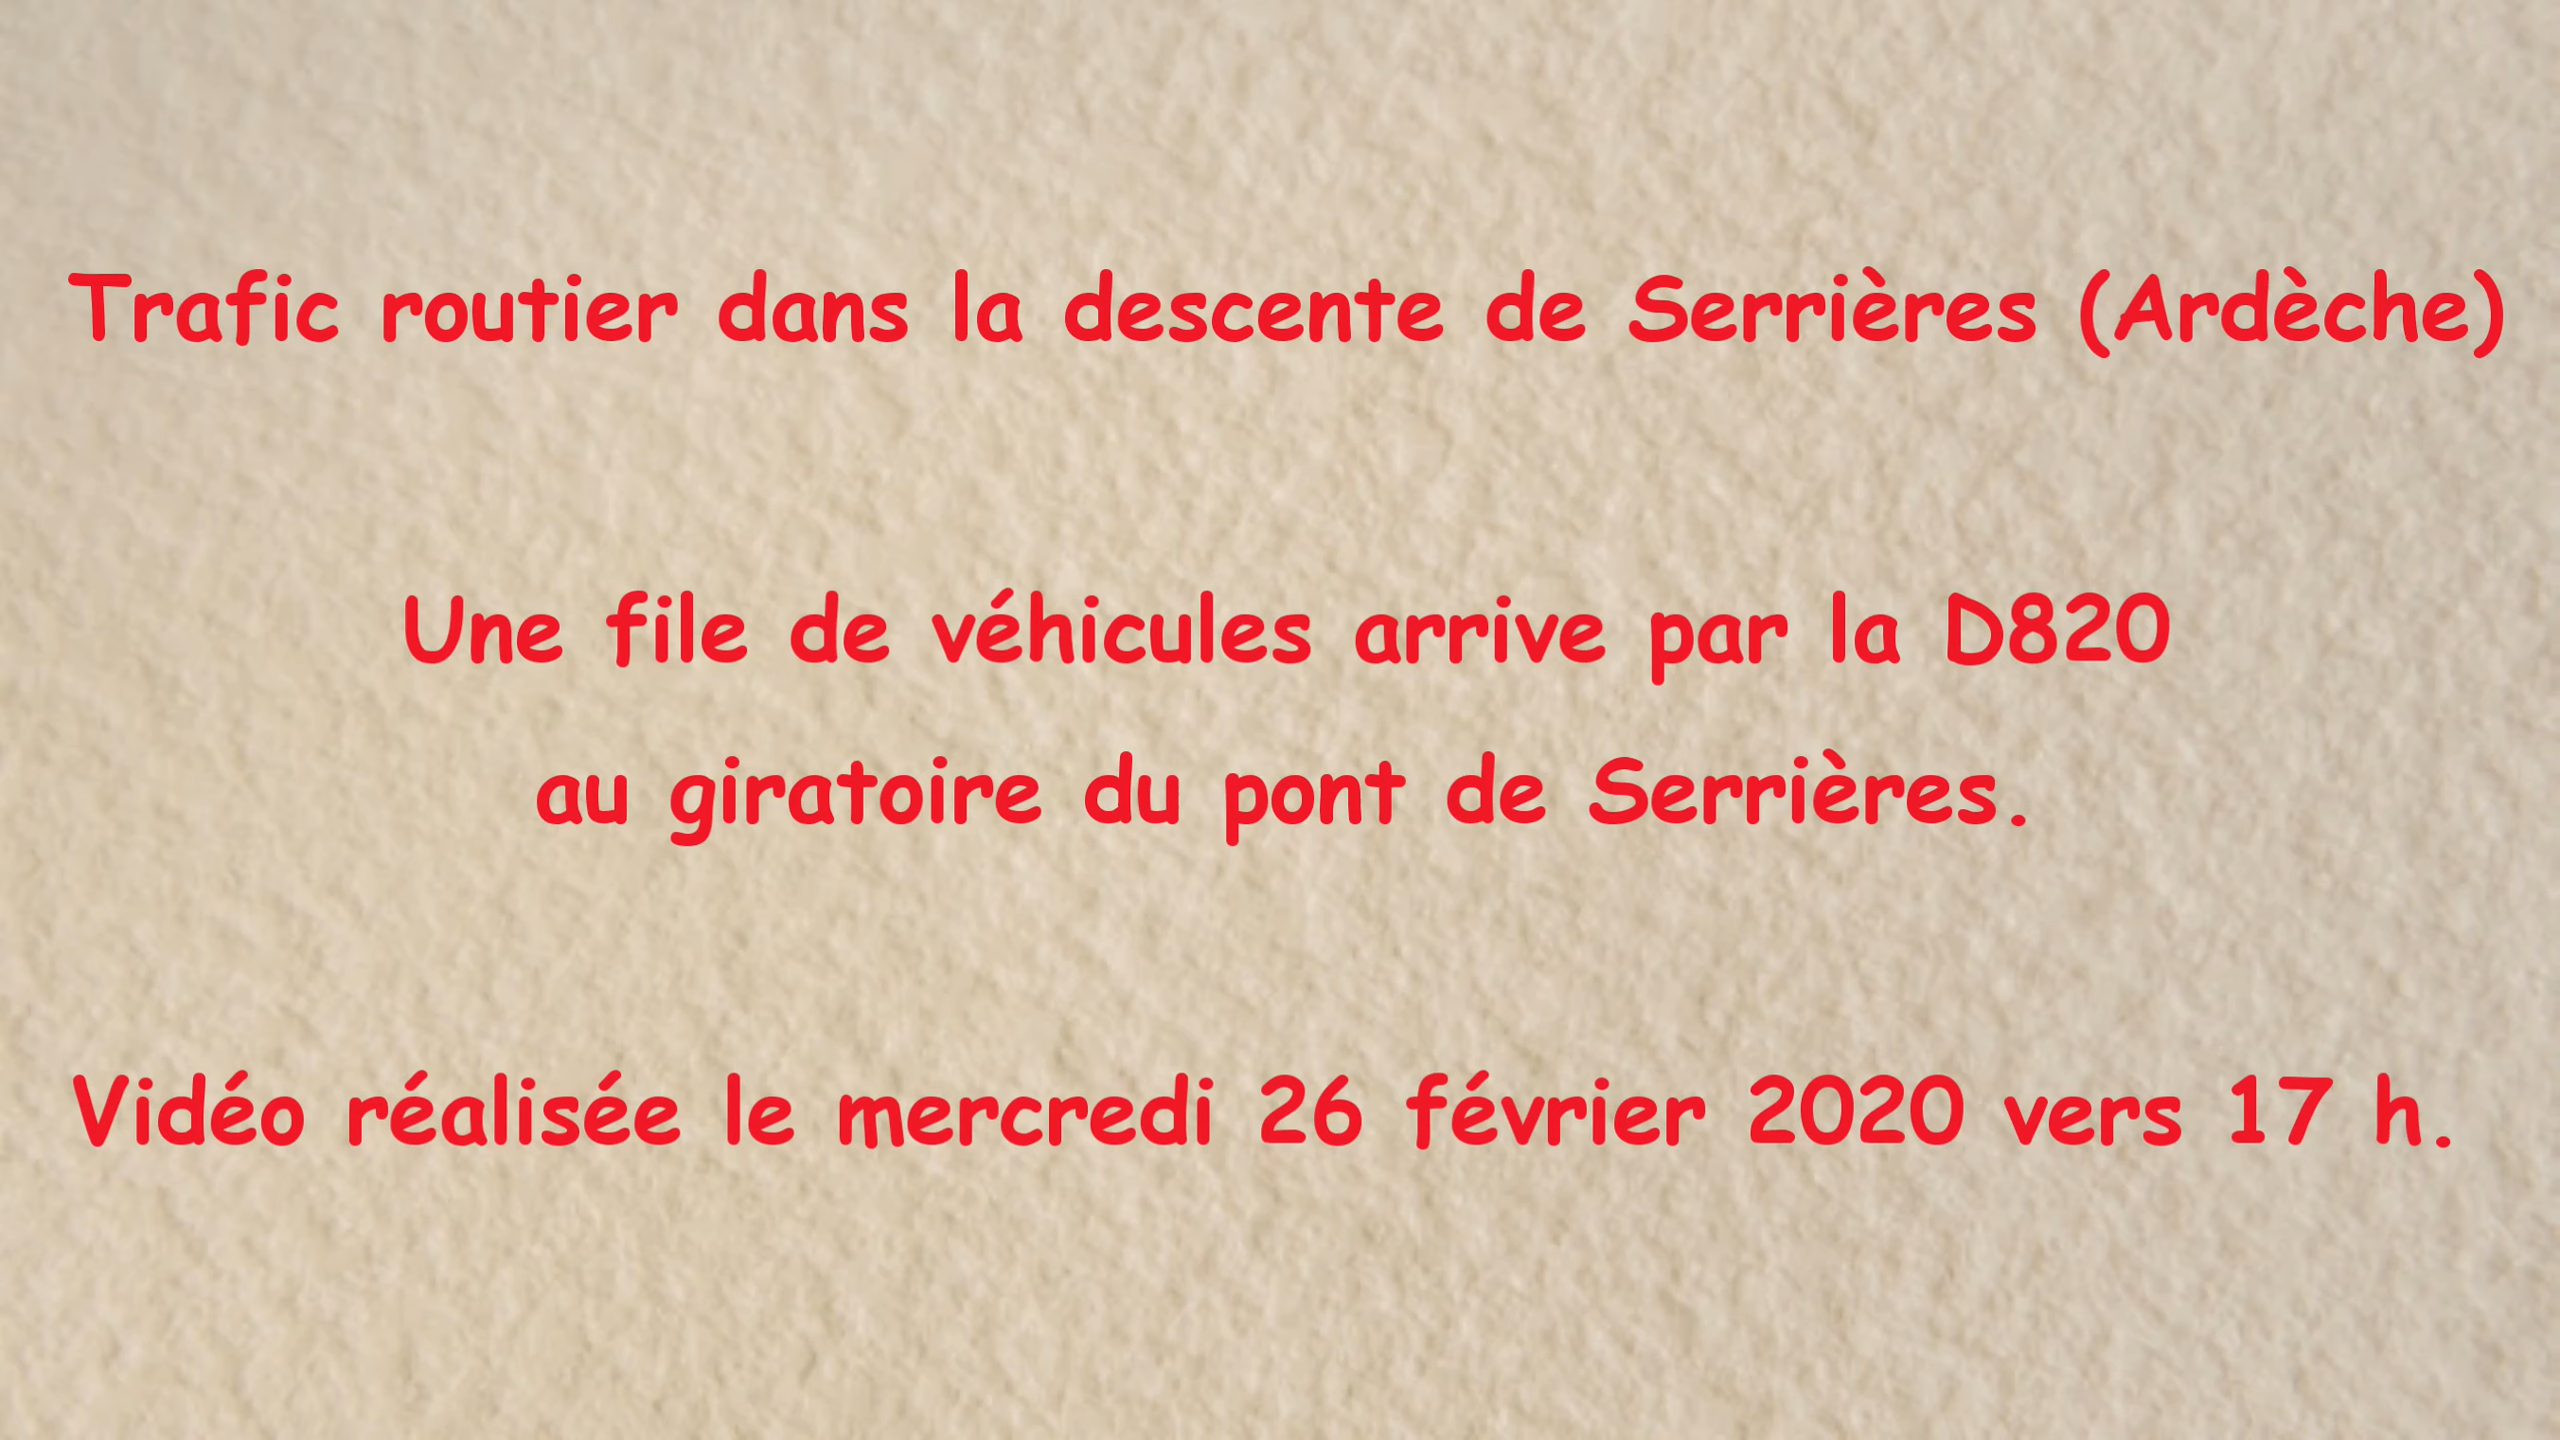 Trafic routier dans la descente de Serrières (Ardèche)
Une file de véhicules arrive par la D820
au giratoire du pont de Serrières.
Vidéo réalisée le mercredi 26 février 2020 vers 17 h.